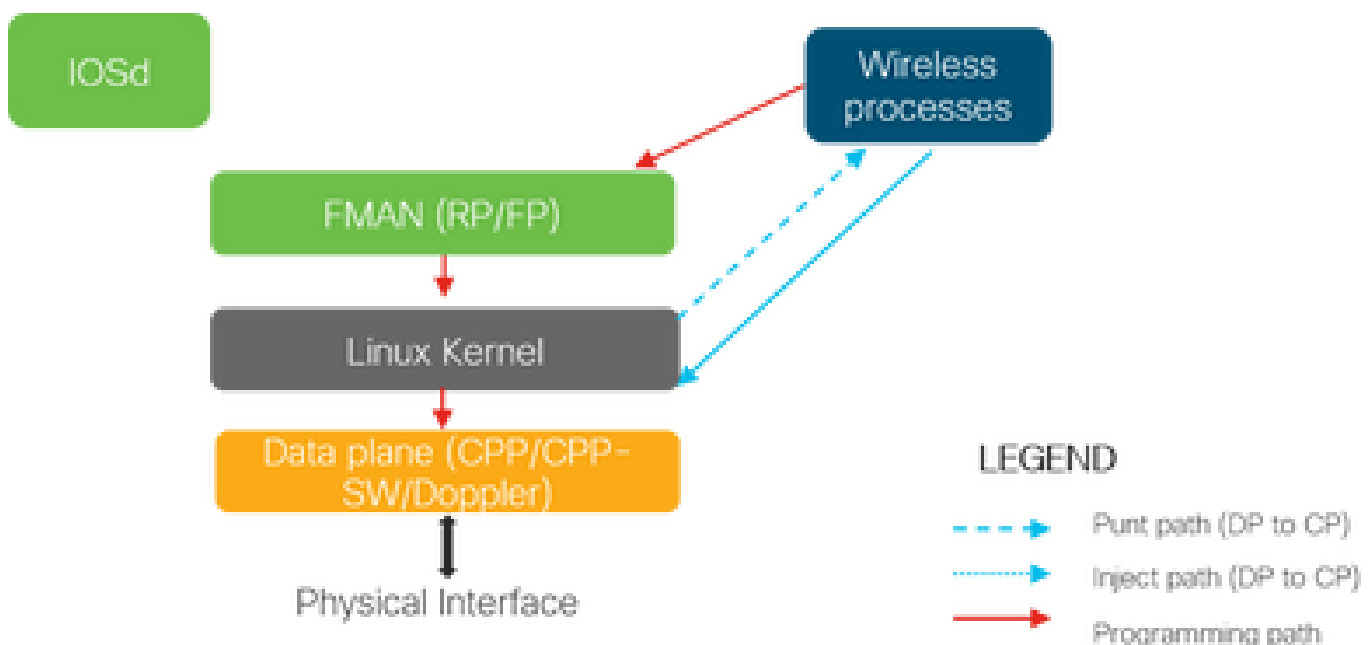 IOSd
Wireless
processes
FMAN (RP/FP)
Linux Kernel
Data plane (CPP/CPP-
SW/Doppler)
Physical Interface
LEGEND
Punt path (DP to CP)
Inject path (DP to CP)
Programming path